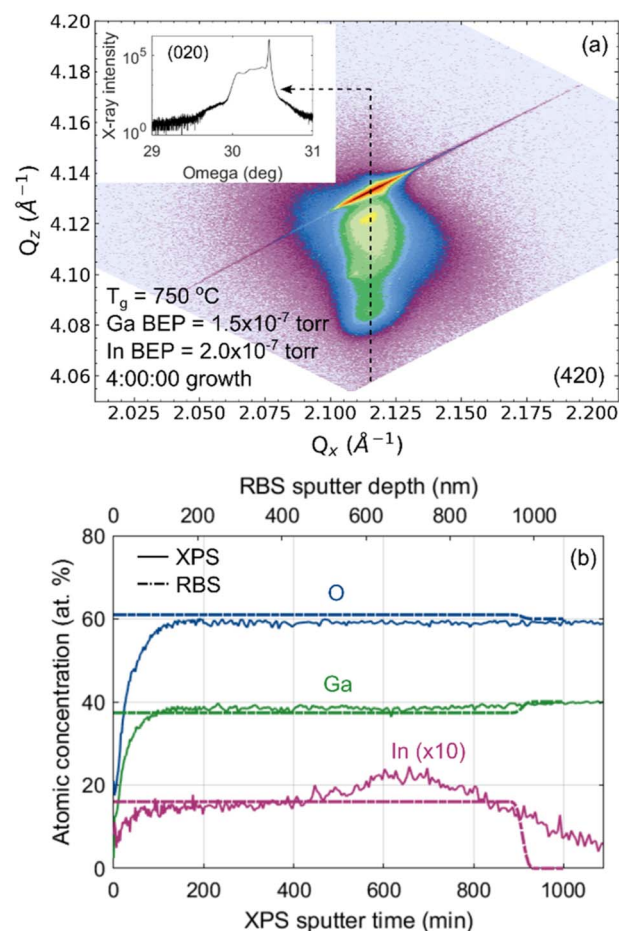 (a)
4.20
4.18
4.16
4.14
4.12
4.10
4.08
4.06
Q_z (Å⁻¹)
(020)
X-ray intensity
10⁵
10⁰
29 30 31
Omega (deg)
T_g = 750 °C
Ga BEP = 1.5x10⁻⁷ torr
In BEP = 2.0x10⁻⁷ torr
4:00:00 growth
(420)
2.025 2.050 2.075 2.100 2.125 2.150 2.175 2.200
Q_x (Å⁻¹)
RBS sputter depth (nm)
0 200 400 600 800 1000
80
60
40
20
0
Atomic concentration (at. %)
XPS
RBS
(b)
O
Ga
In (x10)
0 200 400 600 800 1000
XPS sputter time (min)